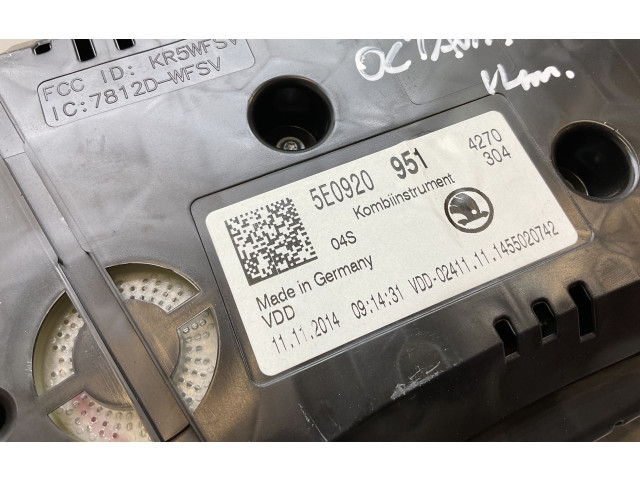 FCC ID: KR5WFSV
IC:7812D-WFSV
5E0920 951 4270
Kombiinstrument 304
04S
Made in Germany
VDD
11.11.2014 09:14:31 VDD-02411.11.1455020742